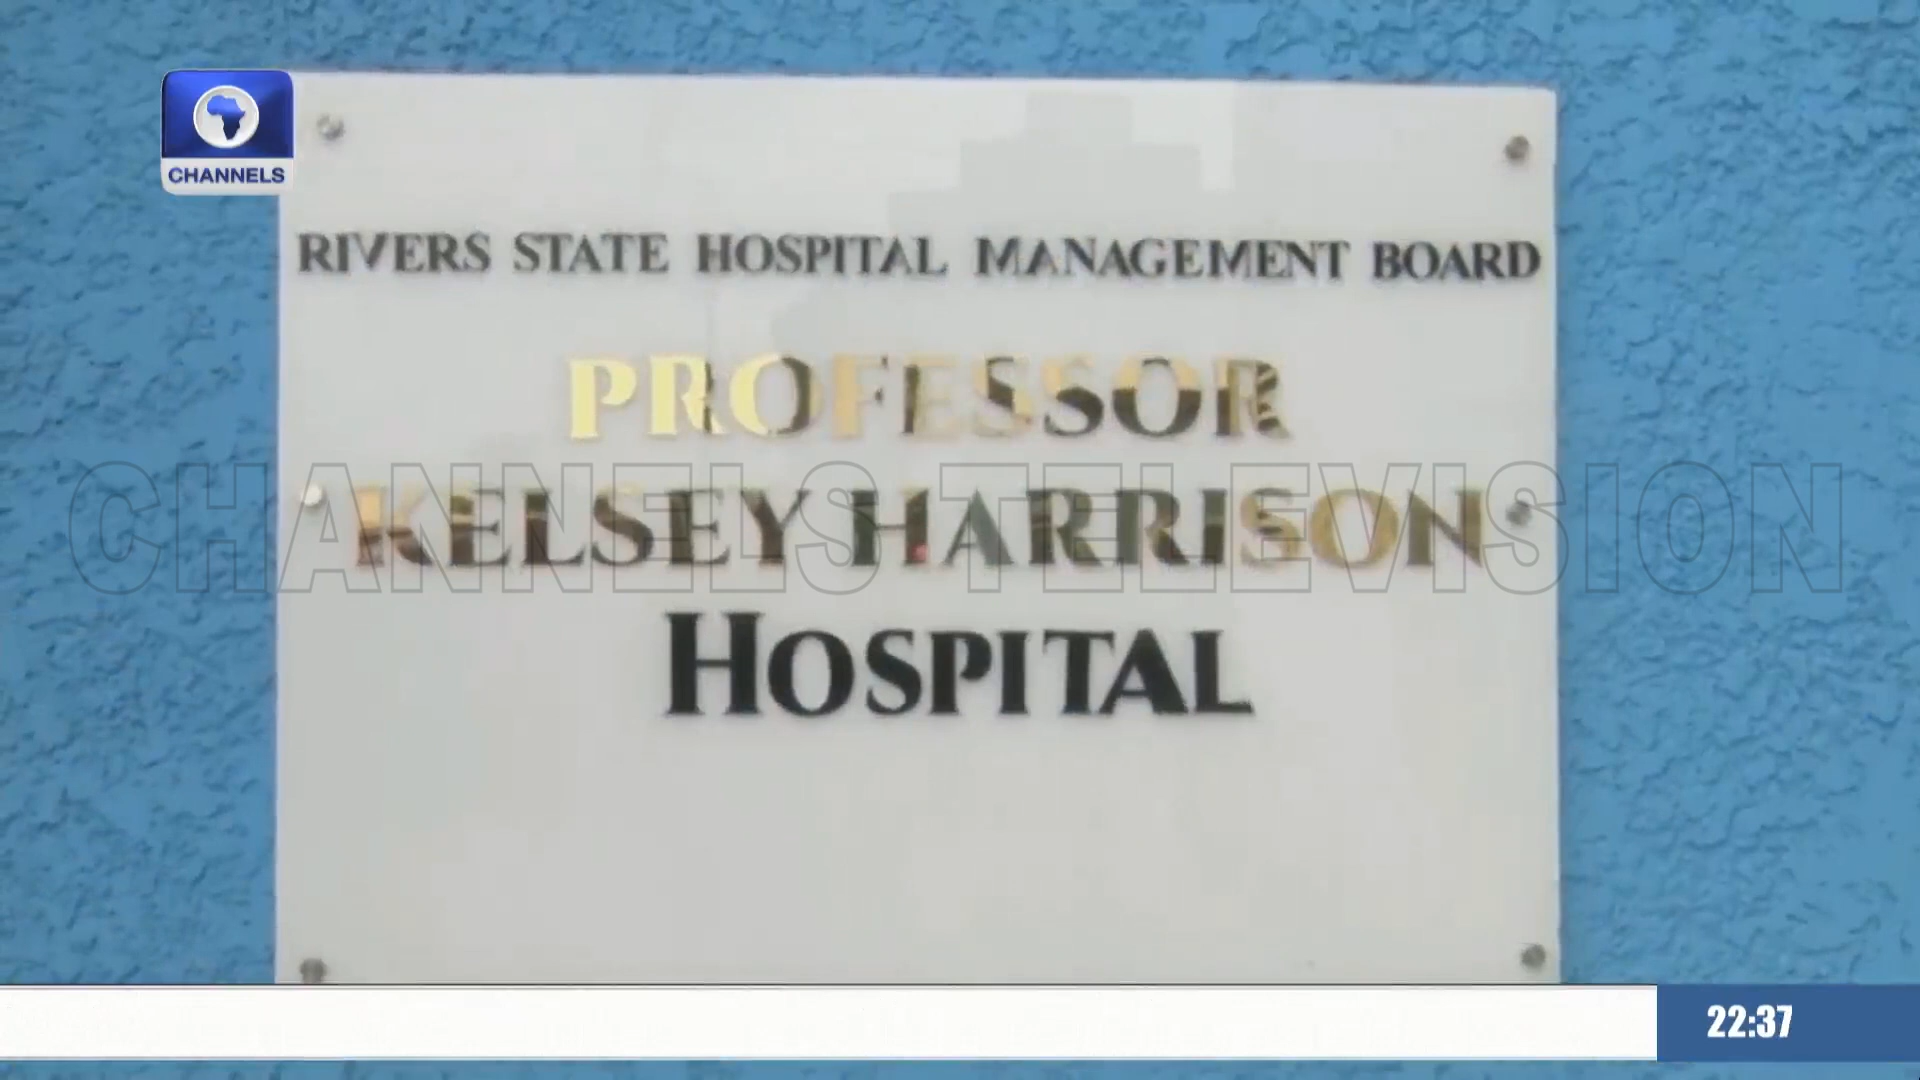 CHANNELS
RIVERS STATE HOSPITAL MANAGEMENT BOARD
PROFESSOR
KELSEY HARRISON
HOSPITAL
CHANNELS TELEVISION
22:37